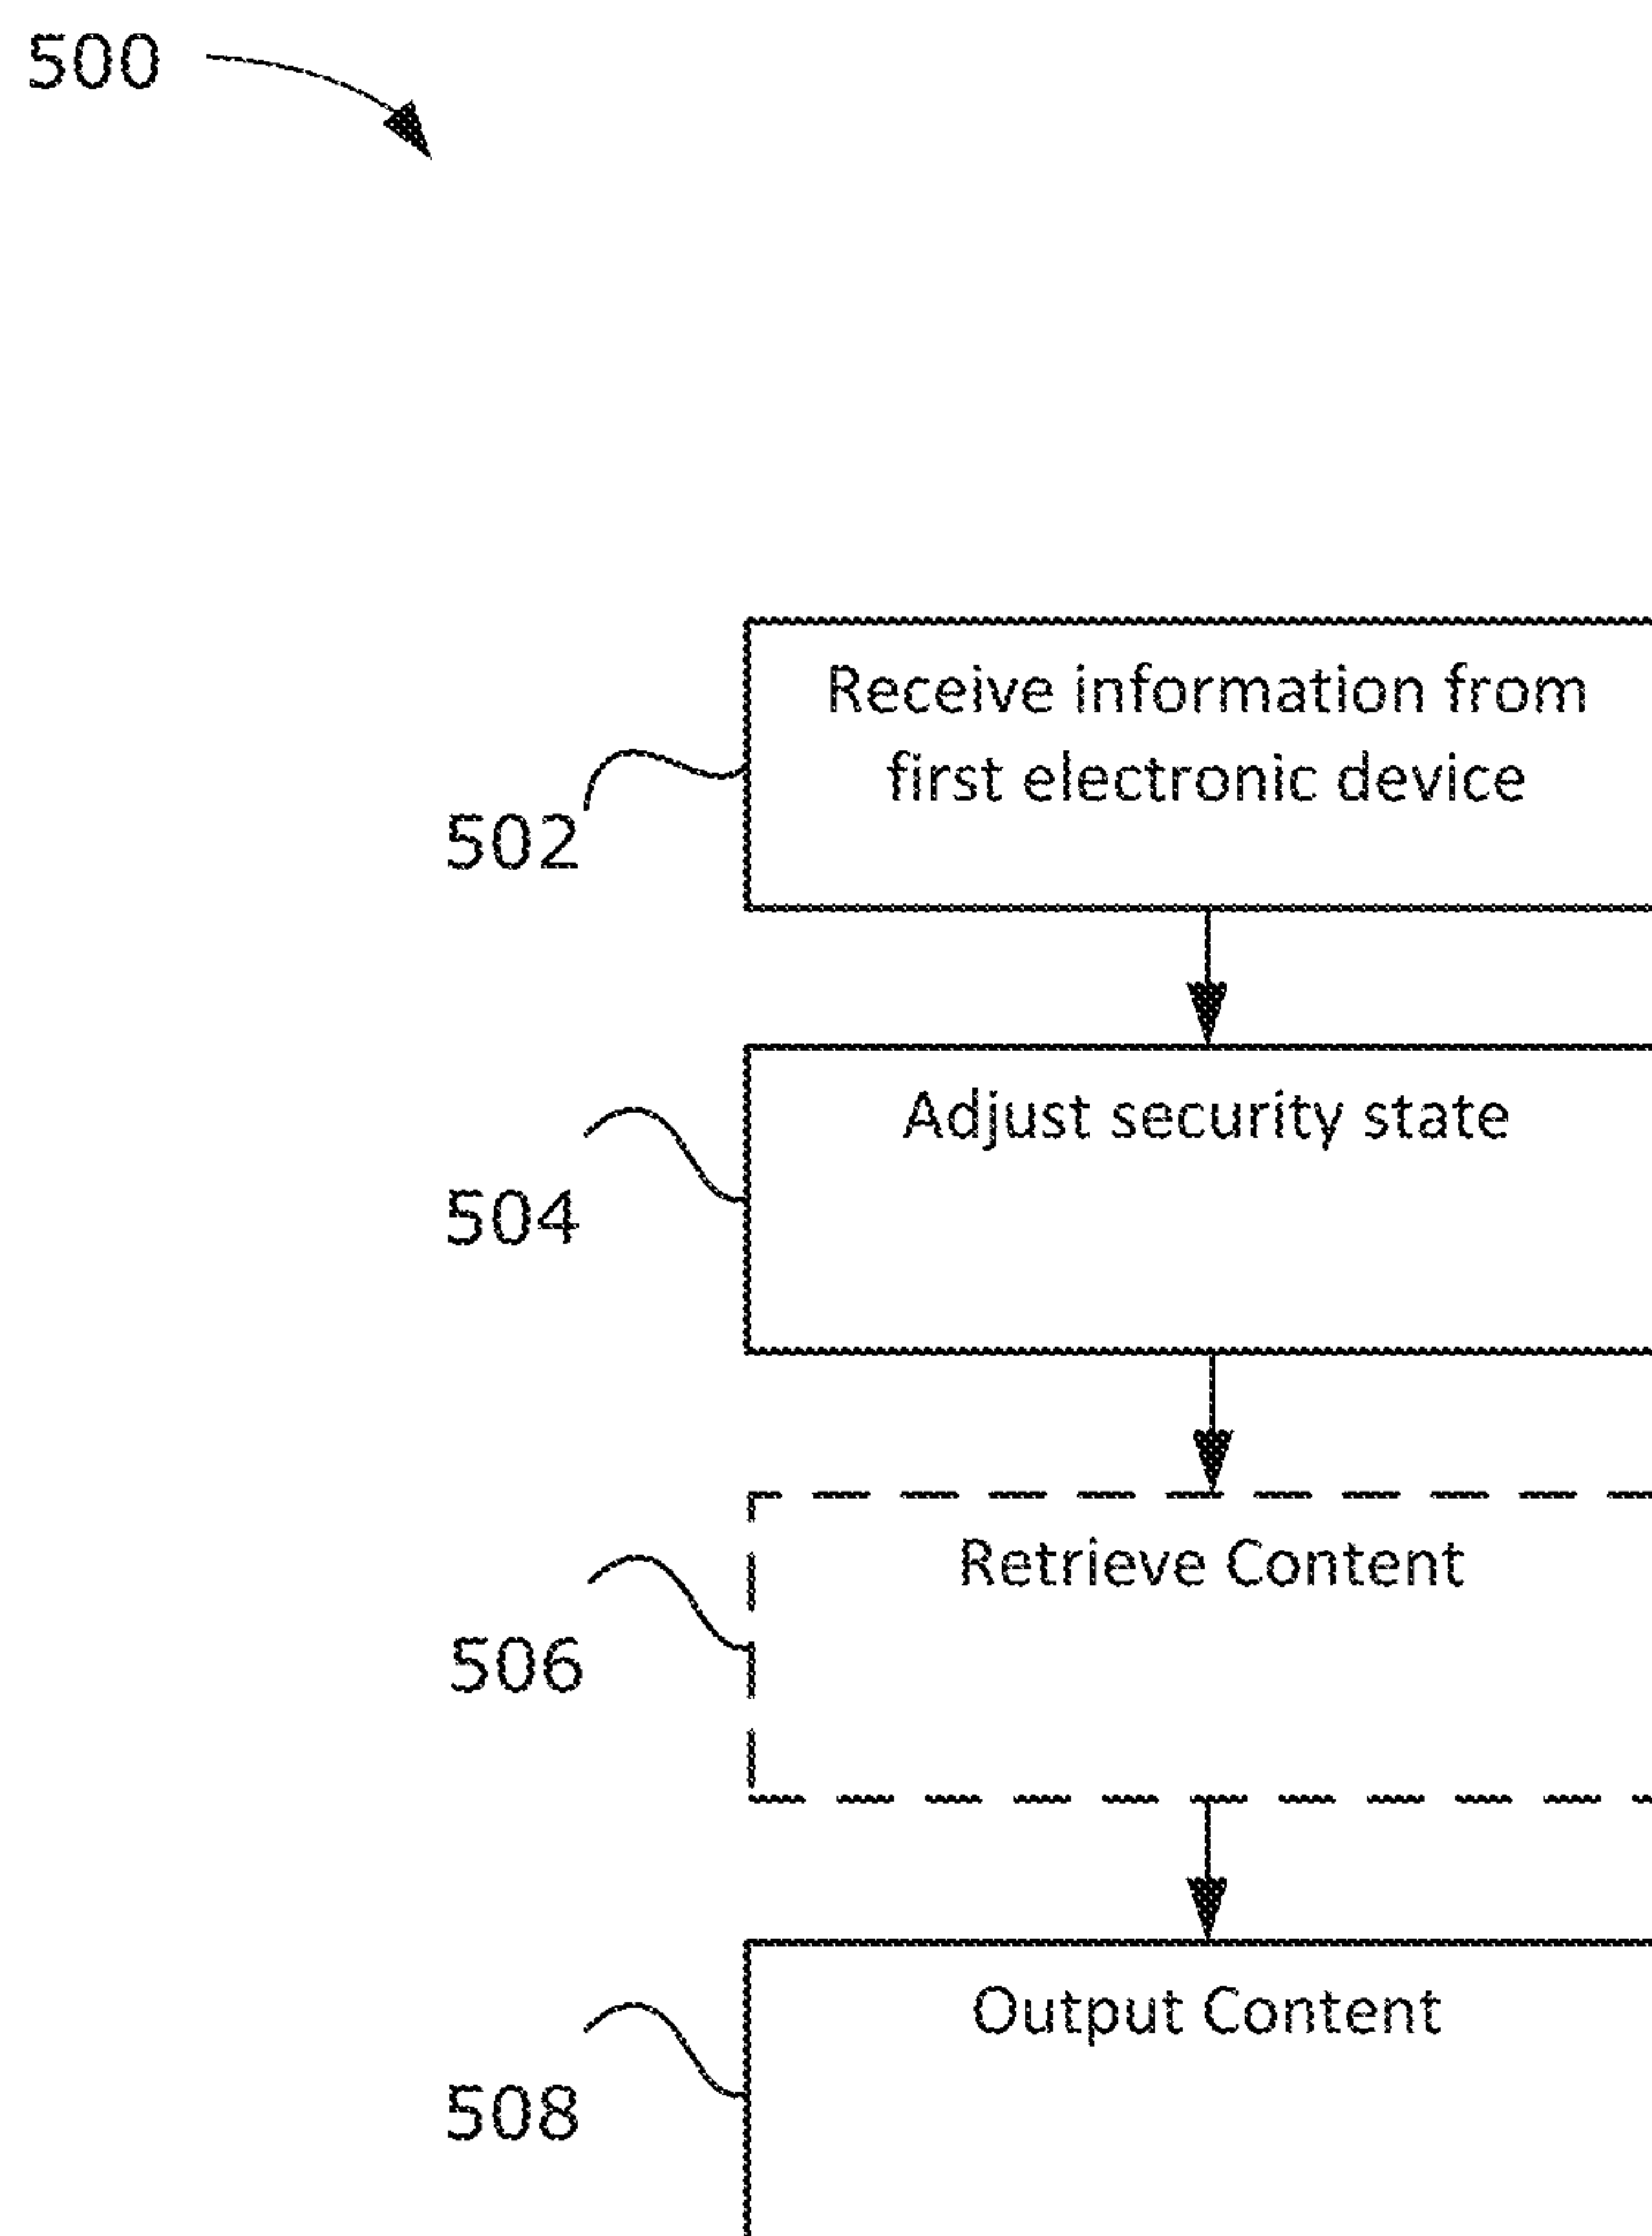 500
Receive information from
first electronic device
502
Adjust security state
504
Retrieve Content
506
Output Content
508